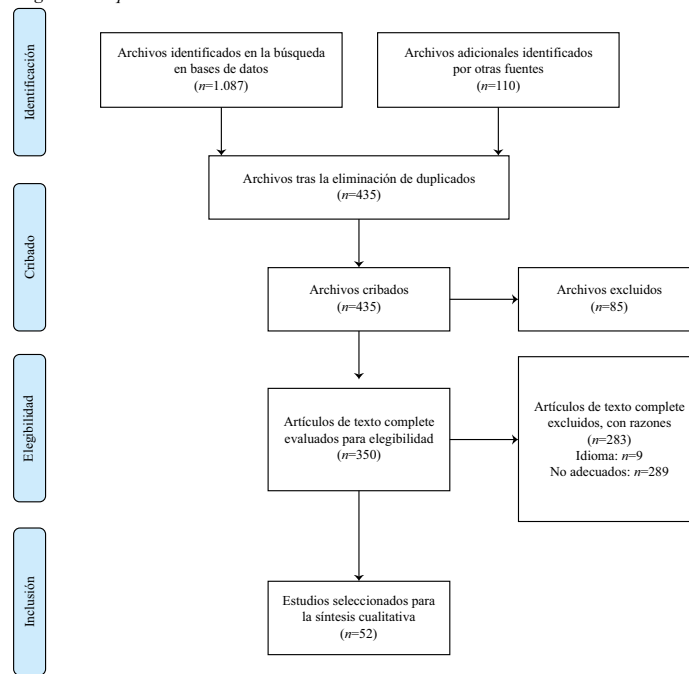 Identificación
Archivos identificados en la búsqueda
en bases de datos
(n=1.087)
Archivos adicionales identificados
por otras fuentes
(n=110)
Archivos tras la eliminación de duplicados
(n=435)
Cribado
Archivos cribados
(n=435)
Archivos excluidos
(n=85)
Elegibilidad
Artículos de texto complete
evaluados para elegibilidad
(n=350)
Artículos de texto complete
excluidos, con razones
(n=283)
Idioma: n=9
No adecuados: n=289
Inclusión
Estudios seleccionados para
la síntesis cualitativa
(n=52)